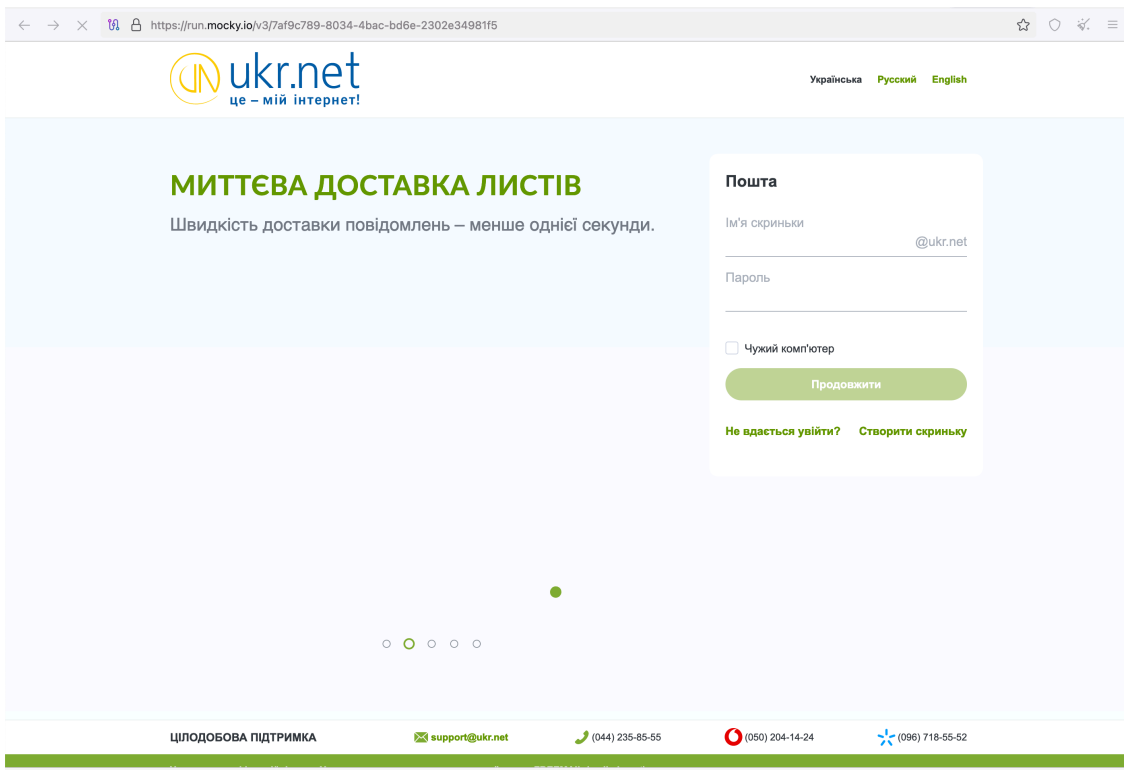 https://run.mocky.io/v3/7af9c789-8034-4bac-bd6e-2302e34981f5
ukr.net
це – мій інтернет!
Українська Русский English
МИТТЄВА ДОСТАВКА ЛИСТІВ
Швидкість доставки повідомлень – менше однієї секунди.
Пошта
Ім'я скриньки
@ukr.net
Пароль
Чужий комп'ютер
Продовжити
Не вдається увійти? Створити скриньку
ЦІЛОДОБОВА ПІДТРИМКА support@ukr.net (044) 235-85-55 (050) 204-14-24 (096) 718-55-52